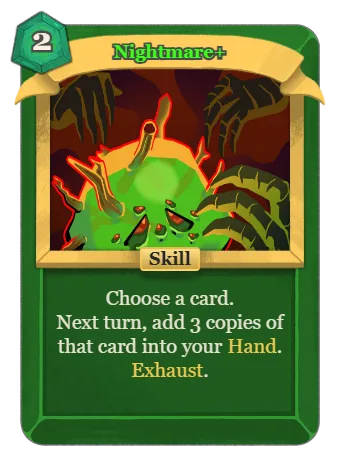 2
Nightmare+
Skill
Choose a card.
Next turn, add 3 copies of
that card into your Hand.
Exhaust.